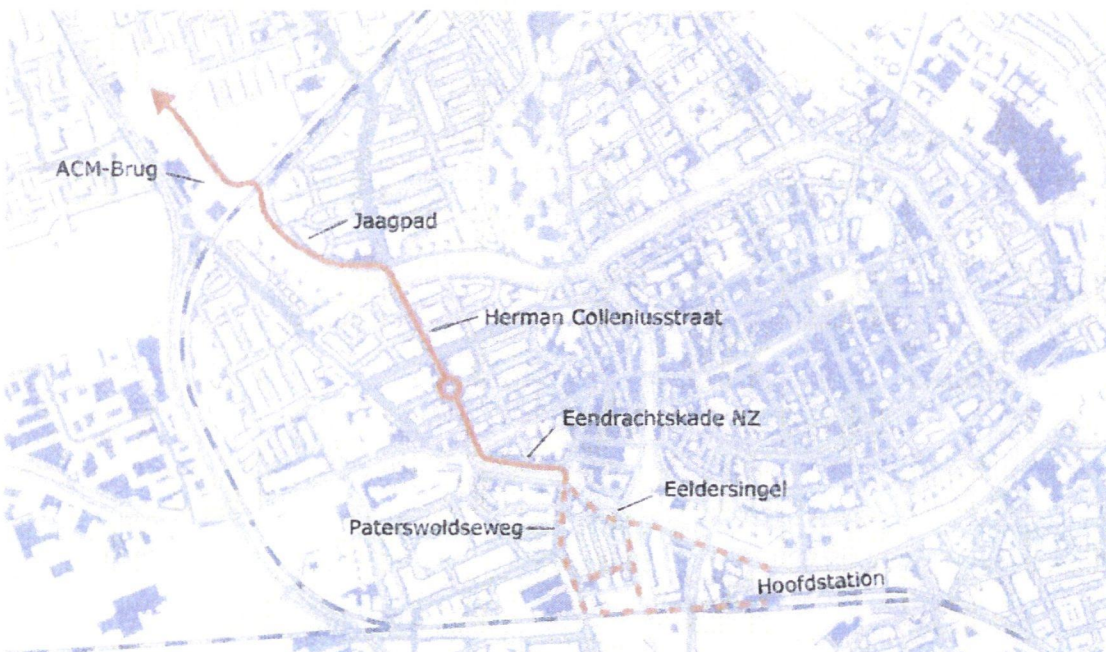 ACM-Brug
Jaagpad
Herman Colleniusstraat
Eendrachtskade NZ
Eeldersingel
Paterswoldseweg
Hoofdstation